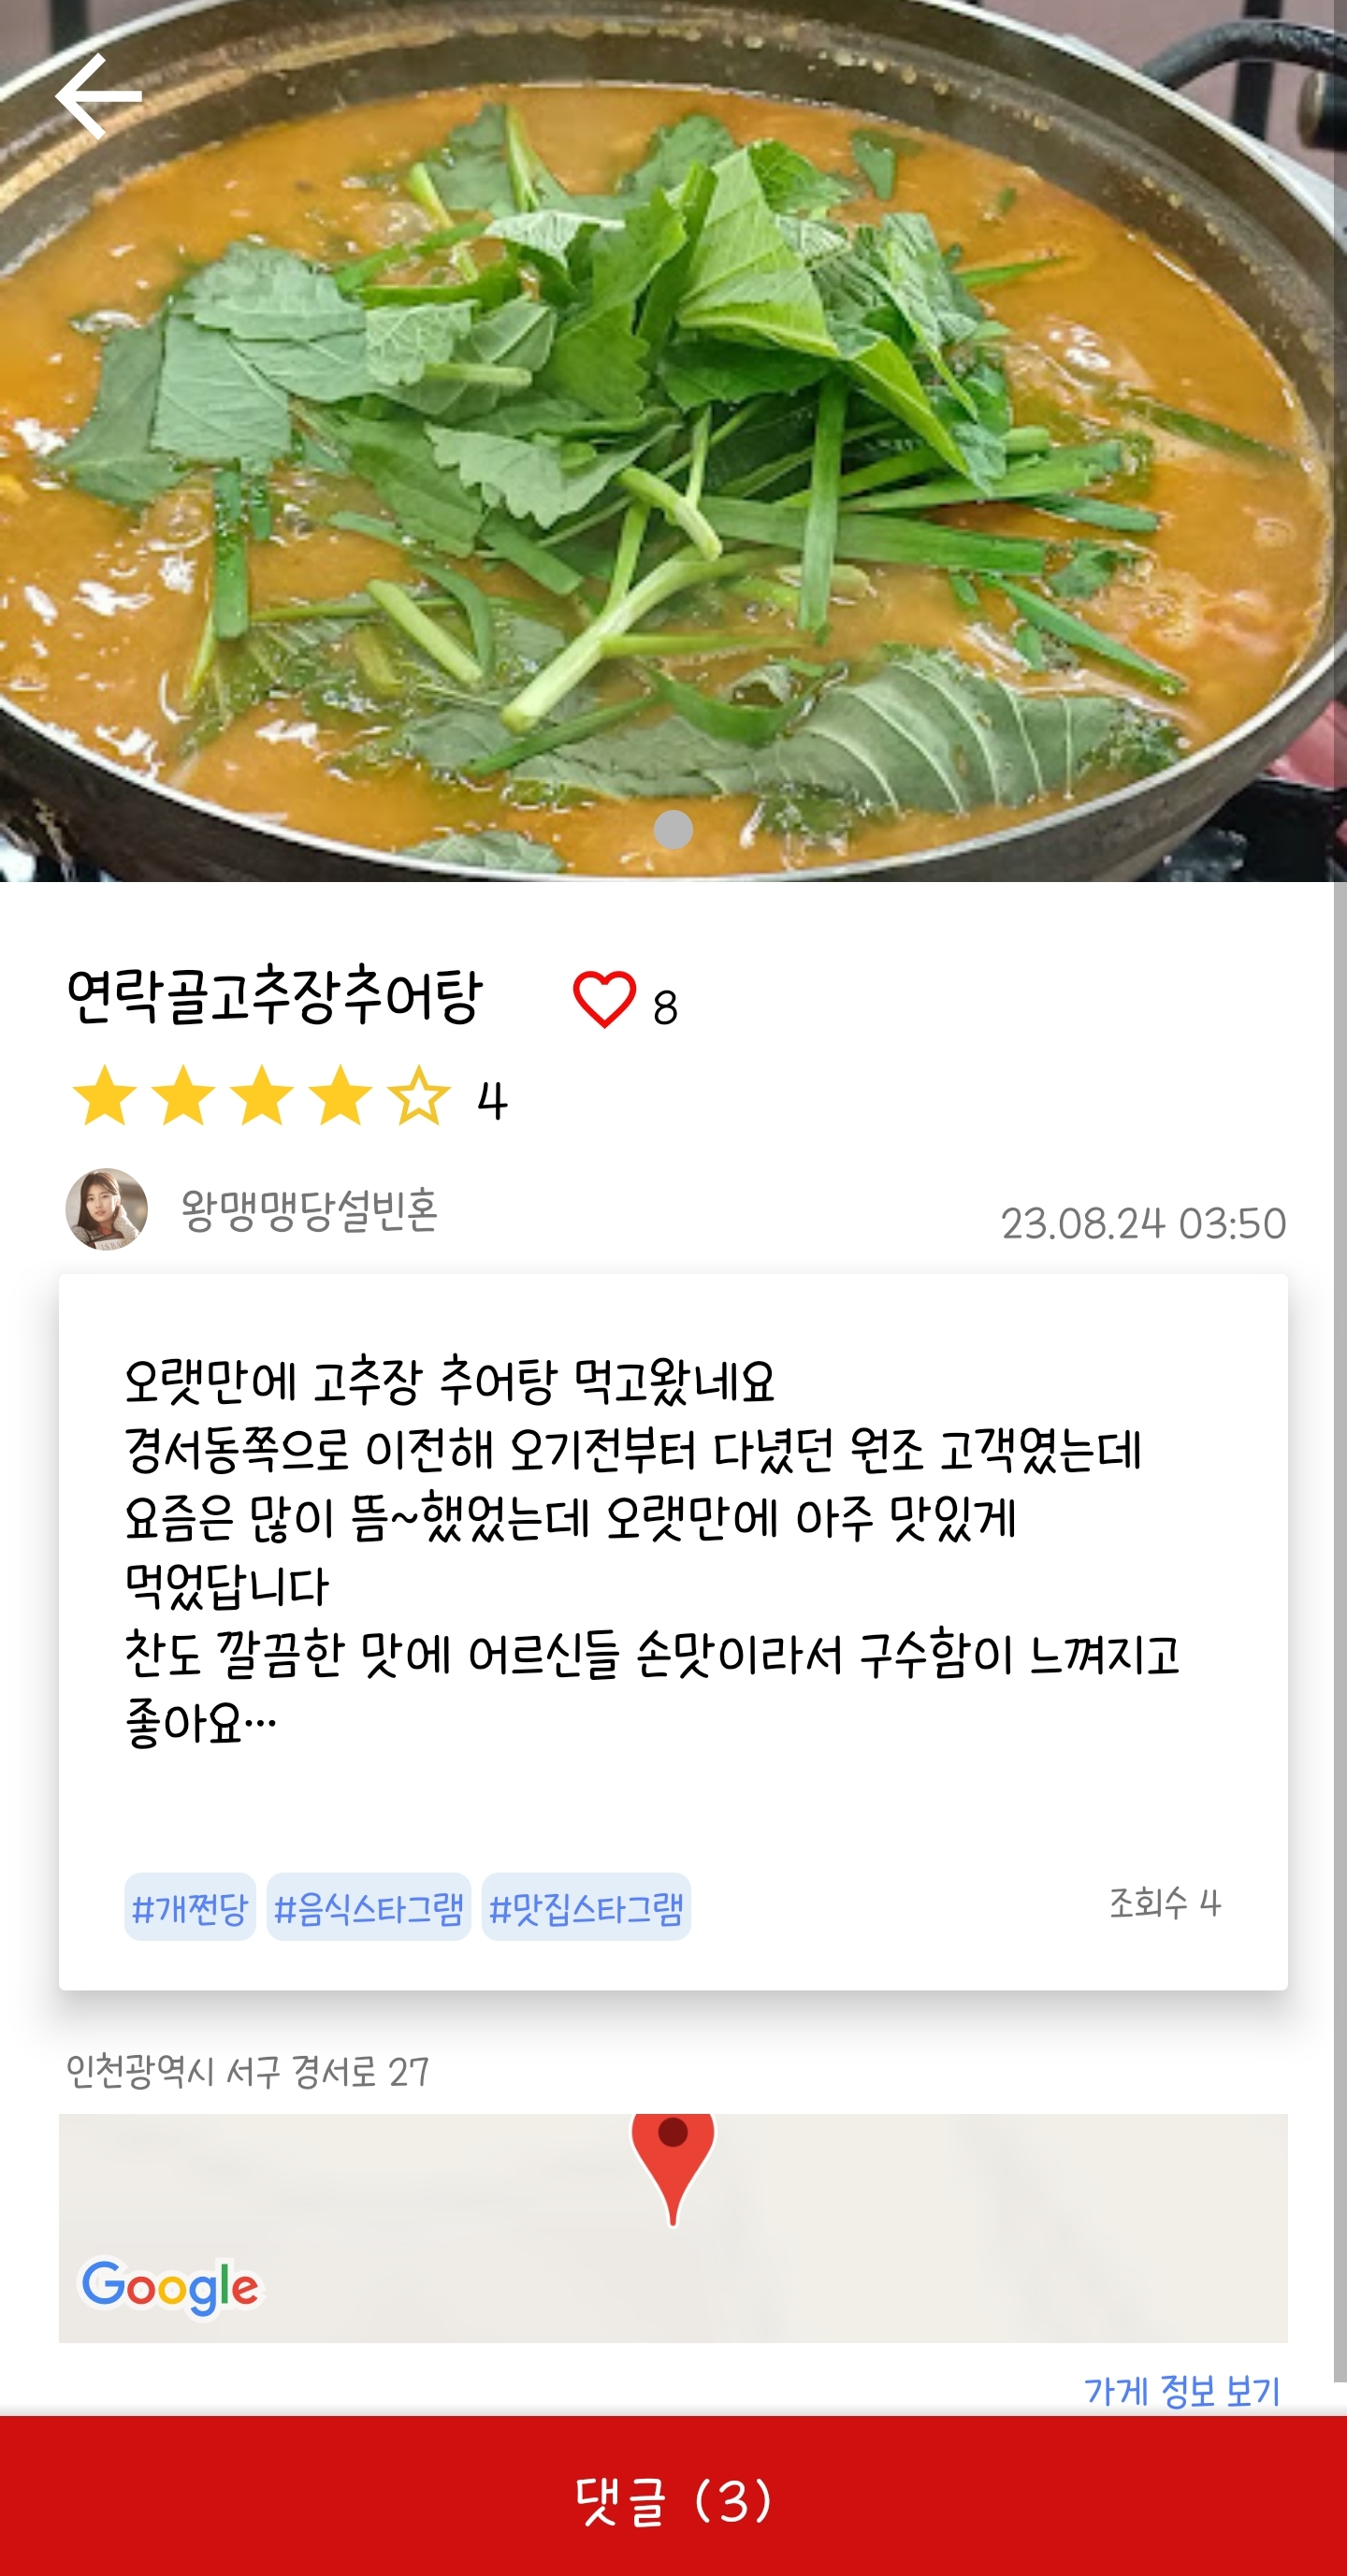 연락골고추장추어탕
8
4
왕맹맹당설빈혼
23.08.24 03:50
오랫만에 고추장 추어탕 먹고왔네요
경서동쪽으로 이전해 오기전부터 다녔던 원조 고객였는데
요즘은 많이 뜸~했었는데 오랫만에 아주 맛있게
먹었답니다
찬도 깔끔한 맛에 어르신들 손맛이라서 구수함이 느껴지고
좋아요…
#개쩐당 #음식스타그램 #맛집스타그램
조회수 4
인천광역시 서구 경서로 27
Google
가게 정보 보기
댓글 (3)